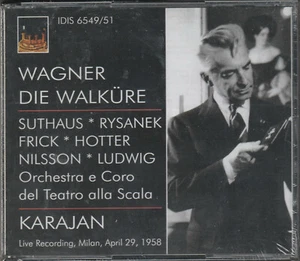 IDIS 6549/51
WAGNER
DIE WALKÜRE
SUTHAUS * RYSANEK
FRICK * HOTTER
NILSSON * LUDWIG
Orchestra e Coro
del Teatro alla Scala
KARAJAN
Live Recording, Milan, April 29, 1958